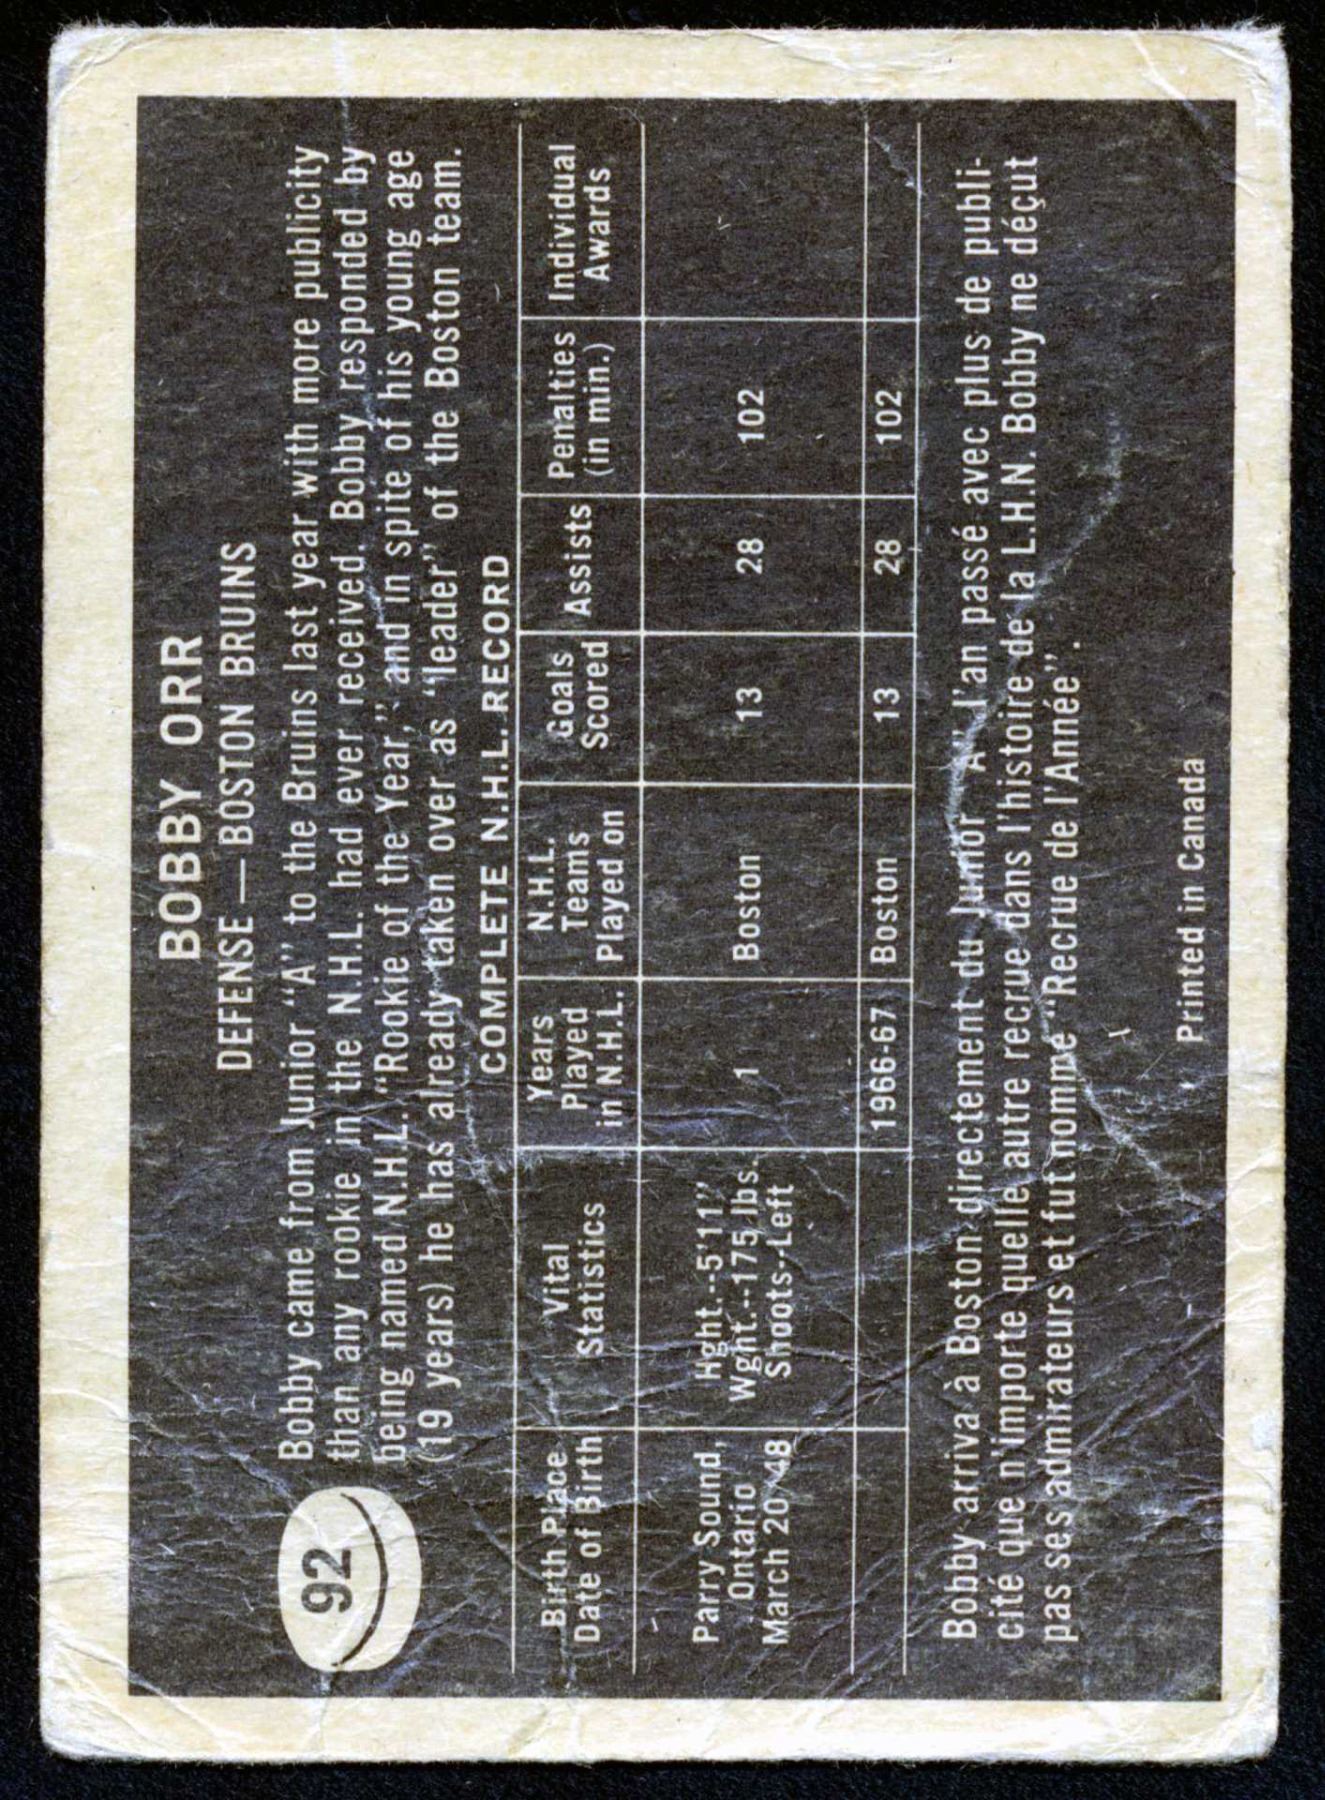 BOBBY ORR
DEFENSE — BOSTON BRUINS
92
Bobby came from Junior "A" to the Bruins last year with more publicity
than any rookie in the N.H.L. had ever received. Bobby responded by
being named N.H.L. "Rookie of the Year," and in spite of his young age
(19 years) he has already taken over as "leader" of the Boston team.
COMPLETE N.H.L. RECORD
Birth Place Date of Birth | Vital Statistics | Years Played in N.H.L. | N.H.L. Teams Played on | Goals Scored | Assists | Penalties (in min.) | Individual Awards
Parry Sound, Ontario March 20 48 | Hght.--5'11" Wght.--175 lbs. Shoots--Left | 1 | Boston | 13 | 28 | 102
1966-67 | Boston | 13 | 28 | 102
Bobby arriva à Boston directement du Junior "A" l'an passé avec plus de publi-
cité que n'importe quelle autre recrue dans l'histoire de la L.H.N. Bobby ne déçut
pas ses admirateurs et fut nommé "Recrue de l'Année".
Printed in Canada